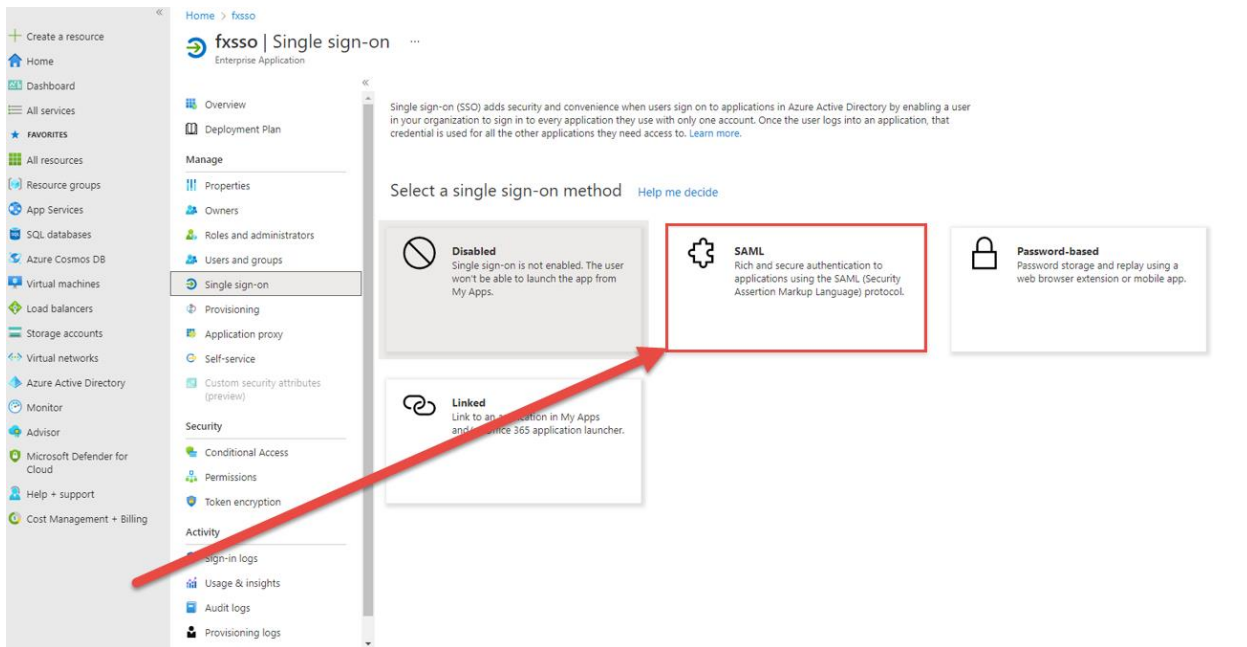 «
Create a resource
Home
Dashboard
All services
FAVORITES
All resources
Resource groups
App Services
SQL databases
Azure Cosmos DB
Virtual machines
Load balancers
Storage accounts
Virtual networks
Azure Active Directory
Monitor
Advisor
Microsoft Defender for
Cloud
Help + support
Cost Management + Billing
Home > fxsso
fxsso | Single sign-on ...
Enterprise Application
«
Overview
Deployment Plan
Manage
Properties
Owners
Roles and administrators
Users and groups
Single sign-on
Provisioning
Application proxy
Self-service
Custom security attributes
(preview)
Security
Conditional Access
Permissions
Token encryption
Activity
Sign-in logs
Usage & insights
Audit logs
Provisioning logs
Single sign-on (SSO) adds security and convenience when users sign on to applications in Azure Active Directory by enabling a user
in your organization to sign in to every application they use with only one account. Once the user logs into an application, that
credential is used for all the other applications they need access to. Learn more.
Select a single sign-on method Help me decide
Disabled
Single sign-on is not enabled. The user
won't be able to launch the app from
My Apps.
SAML
Rich and secure authentication to
applications using the SAML (Security
Assertion Markup Language) protocol.
Password-based
Password storage and replay using a
web browser extension or mobile app.
Linked
Link to an application in My Apps
365 application launcher.